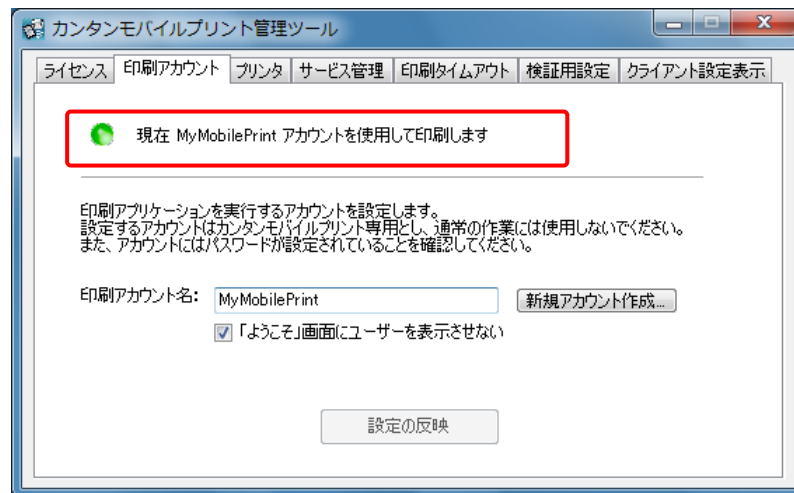 カンタンモバイルプリント管理ツール
ライセンス 印刷アカウント プリンタ サービス管理 印刷タイムアウト 検証用設定 クライアント設定表示
現在 MyMobilePrint アカウントを使用して印刷します
印刷アプリケーションを実行するアカウントを設定します。
設定するアカウントはカンタンモバイルプリント専用とし、通常の作業には使用しないでください。
また、アカウントにはパスワードが設定されていることを確認してください。
印刷アカウント名: MyMobilePrint 新規アカウント作成...
「ようこそ」画面にユーザーを表示させない
設定の反映